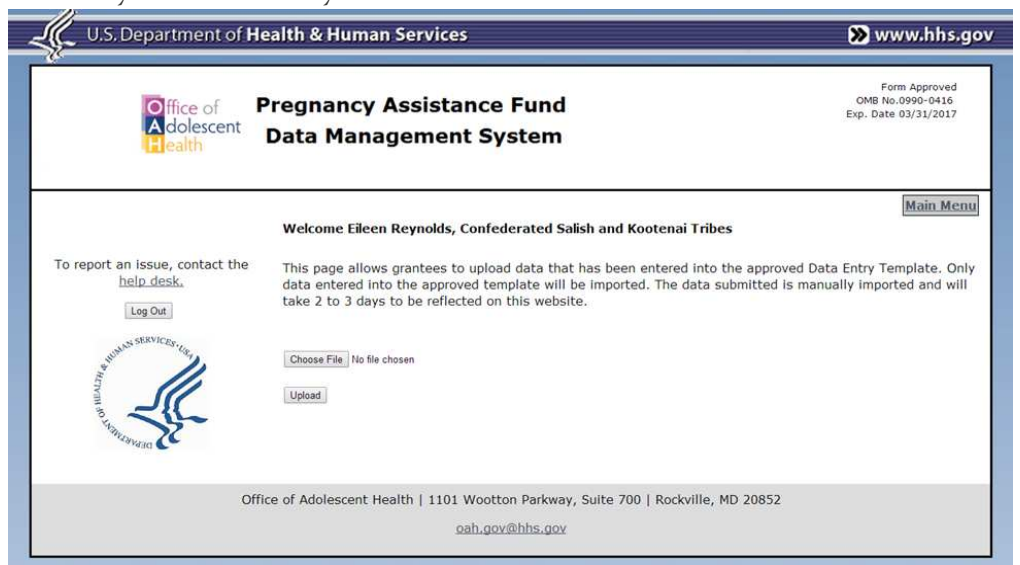 U.S. Department of Health & Human Services
www.hhs.gov
Office of
Adolescent
Health
Pregnancy Assistance Fund
Data Management System
Form Approved
OMB No.0990-0416
Exp. Date 03/31/2017
Main Menu
Welcome Eileen Reynolds, Confederated Salish and Kootenai Tribes
To report an issue, contact the
help desk.
Log Out
DEPARTMENT OF HEALTH & HUMAN SERVICES·USA
This page allows grantees to upload data that has been entered into the approved Data Entry Template. Only
data entered into the approved template will be imported. The data submitted is manually imported and will
take 2 to 3 days to be reflected on this website.
Choose File No file chosen
Upload
Office of Adolescent Health | 1101 Wootton Parkway, Suite 700 | Rockville, MD 20852
oah.gov@hhs.gov